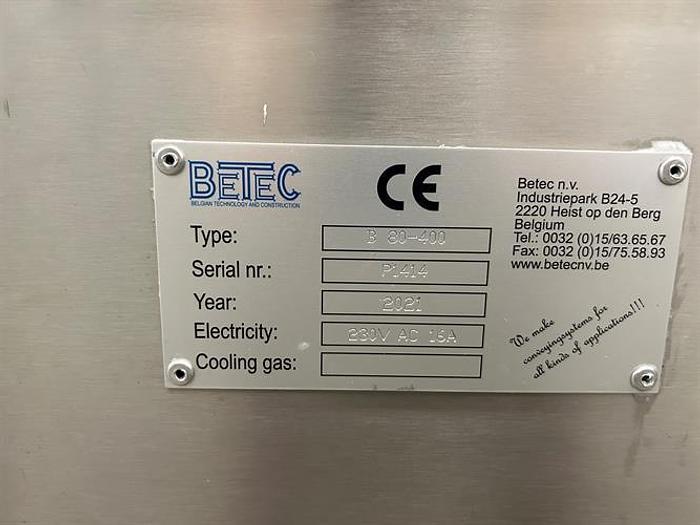 BETEC
BELGIAN TECHNOLOGY AND CONSTRUCTION
CE
Betec n.v.
Industriepark B24-5
2220 Heist op den Berg
Belgium
Tel.: 0032 (0)15/63.65.67
Fax: 0032 (0)15/75.58.93
www.betecnv.be
Type: B 80-400
Serial nr.: P1414
Year: 2021
Electricity: 230V AC 16A
Cooling gas:
We make
conveyingsystems for
all kinds of applications!!!